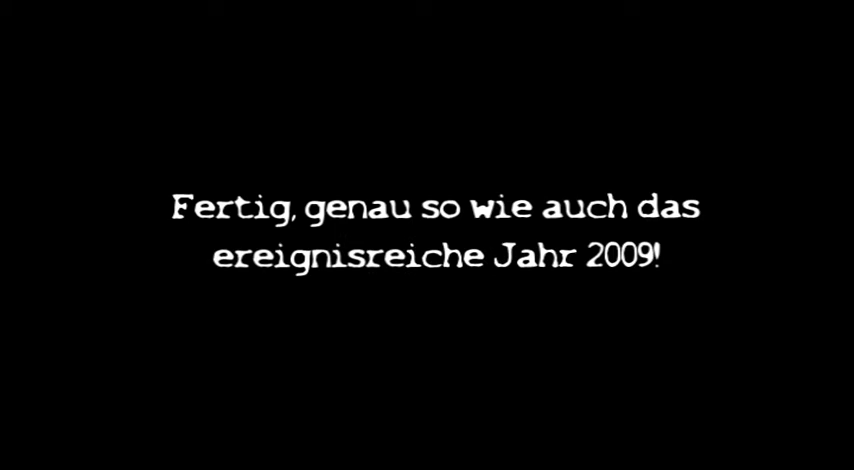 Fertig, genau so wie auch das
ereignisreiche Jahr 2009!